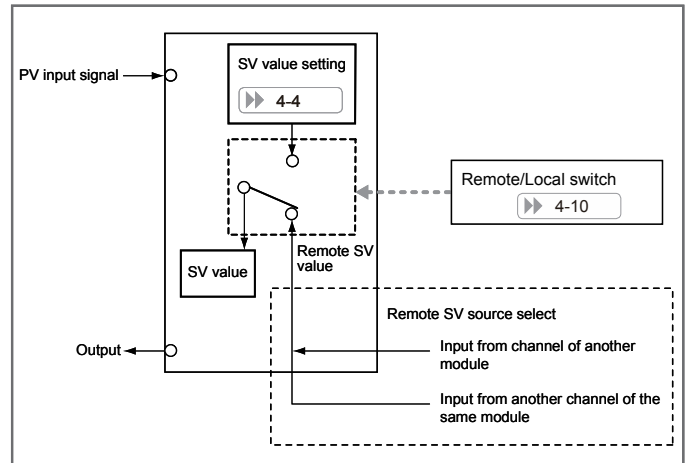 SV value setting
4-4
PV input signal
Remote/Local switch
4-10
Remote SV
value
SV value
Remote SV source select
Output
Input from channel of another
module
Input from another channel of the
same module